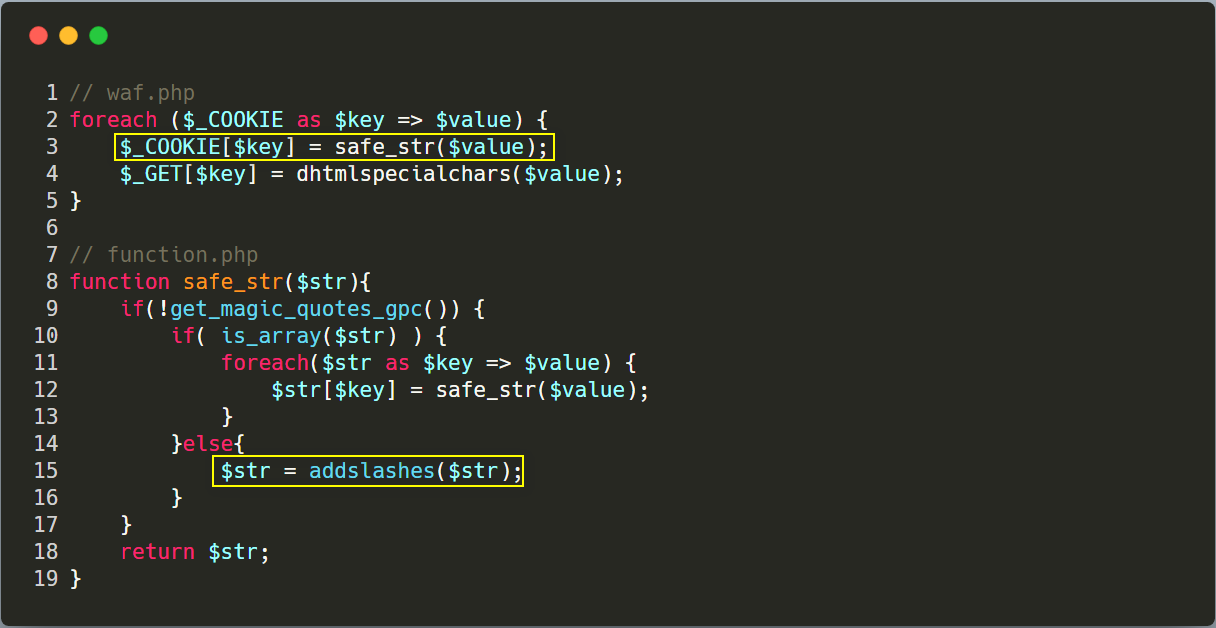 1 // waf.php
2 foreach ($_COOKIE as $key => $value) {
3     $_COOKIE[$key] = safe_str($value);
4     $_GET[$key] = dhtmlspecialchars($value);
5 }
6
7 // function.php
8 function safe_str($str){
9     if(!get_magic_quotes_gpc()) {
10         if( is_array($str) ) {
11             foreach($str as $key => $value) {
12                 $str[$key] = safe_str($value);
13             }
14         }else{
15             $str = addslashes($str);
16         }
17     }
18     return $str;
19 }